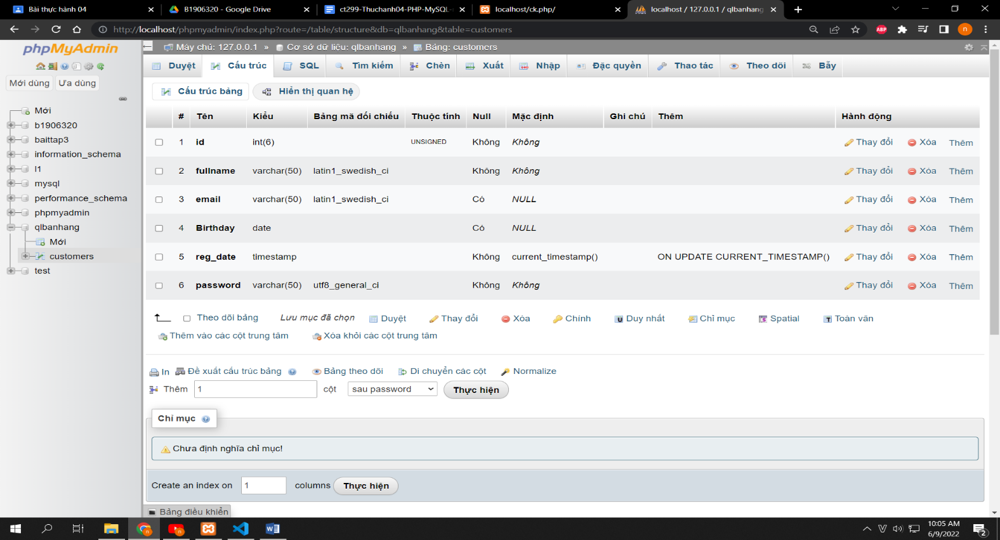 Bài thực hành 04
B1906320 - Google Drive
ct299-Thuchanh04-PHP-MySQL-
localhost/ck.php/
localhost / 127.0.0.1 / qlbanhang
http://localhost/phpmyadmin/index.php?route=/table/structure&db=qlbanhang&table=customers
ABP
n
phpMyAdmin
Mới dùng Ưa dùng
Mới
b1906320
baittap3
information_schema
l1
mysql
performance_schema
phpmyadmin
qlbanhang
Mới
customers
test
Máy chủ: 127.0.0.1 » Cơ sở dữ liệu: qlbanhang » Bảng: customers
Duyệt Cấu trúc SQL Tìm kiếm Chèn Xuất Nhập Đặc quyền Thao tác Theo dõi Bẫy
Cấu trúc bảng Hiển thị quan hệ
# Tên Kiểu Bảng mã đối chiếu Thuộc tính Null Mặc định Ghi chú Thêm Hành động
1 id int(6) UNSIGNED Không Không Thay đổi Xóa Thêm
2 fullname varchar(50) latin1_swedish_ci Không Không Thay đổi Xóa Thêm
3 email varchar(50) latin1_swedish_ci Có NULL Thay đổi Xóa Thêm
4 Birthday date Có NULL Thay đổi Xóa Thêm
5 reg_date timestamp Không current_timestamp() ON UPDATE CURRENT_TIMESTAMP() Thay đổi Xóa Thêm
6 password varchar(50) utf8_general_ci Không Không Thay đổi Xóa Thêm
Theo dõi bảng Lưu mục đã chọn Duyệt Thay đổi Xóa Chính Duy nhất Chỉ mục Spatial Toàn văn
Thêm vào các cột trung tâm Xóa khỏi các cột trung tâm
In Đề xuất cấu trúc bảng Bảng theo dõi Di chuyển các cột Normalize
Thêm 1 cột sau password Thực hiện
Chỉ mục
Chưa định nghĩa chỉ mục!
Create an index on 1 columns Thực hiện
Bảng điều khiển
10:05 AM
6/9/2022
2